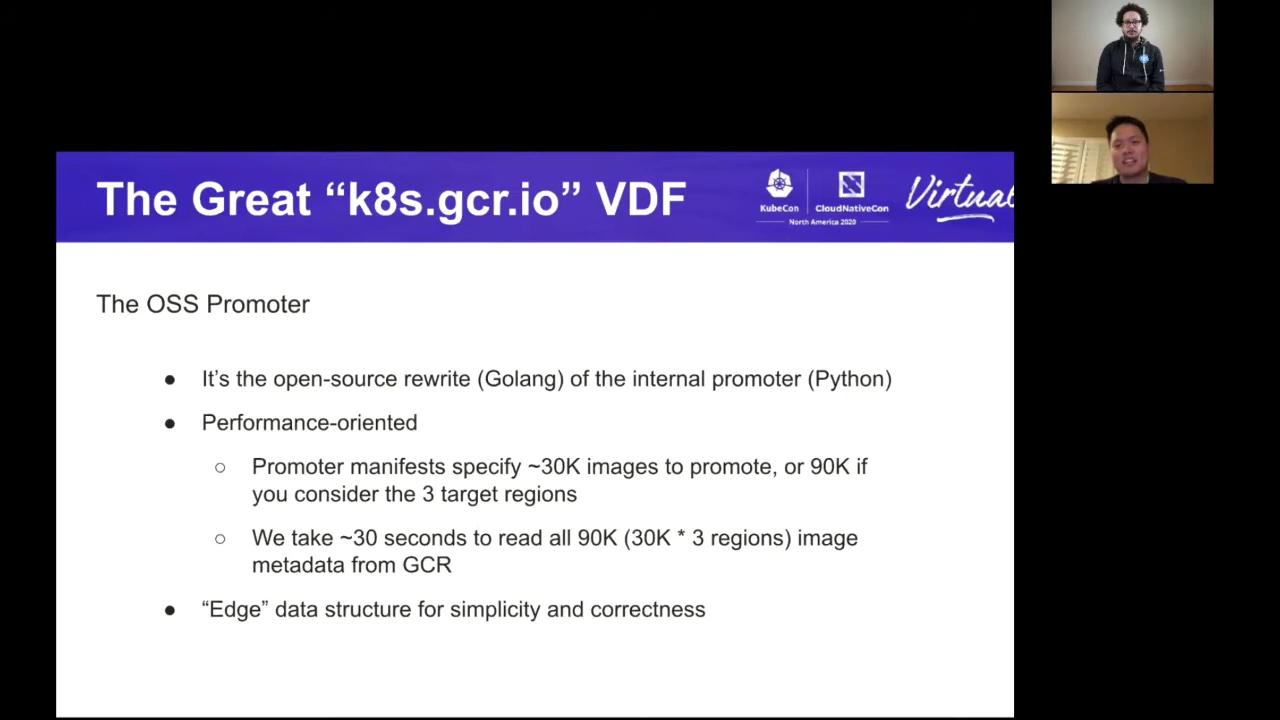 The Great “k8s.gcr.io” VDF
KubeCon
CloudNativeCon
North America 2020
Virtual
The OSS Promoter
● It’s the open-source rewrite (Golang) of the internal promoter (Python)
● Performance-oriented
○ Promoter manifests specify ~30K images to promote, or 90K if
you consider the 3 target regions
○ We take ~30 seconds to read all 90K (30K * 3 regions) image
metadata from GCR
● “Edge” data structure for simplicity and correctness